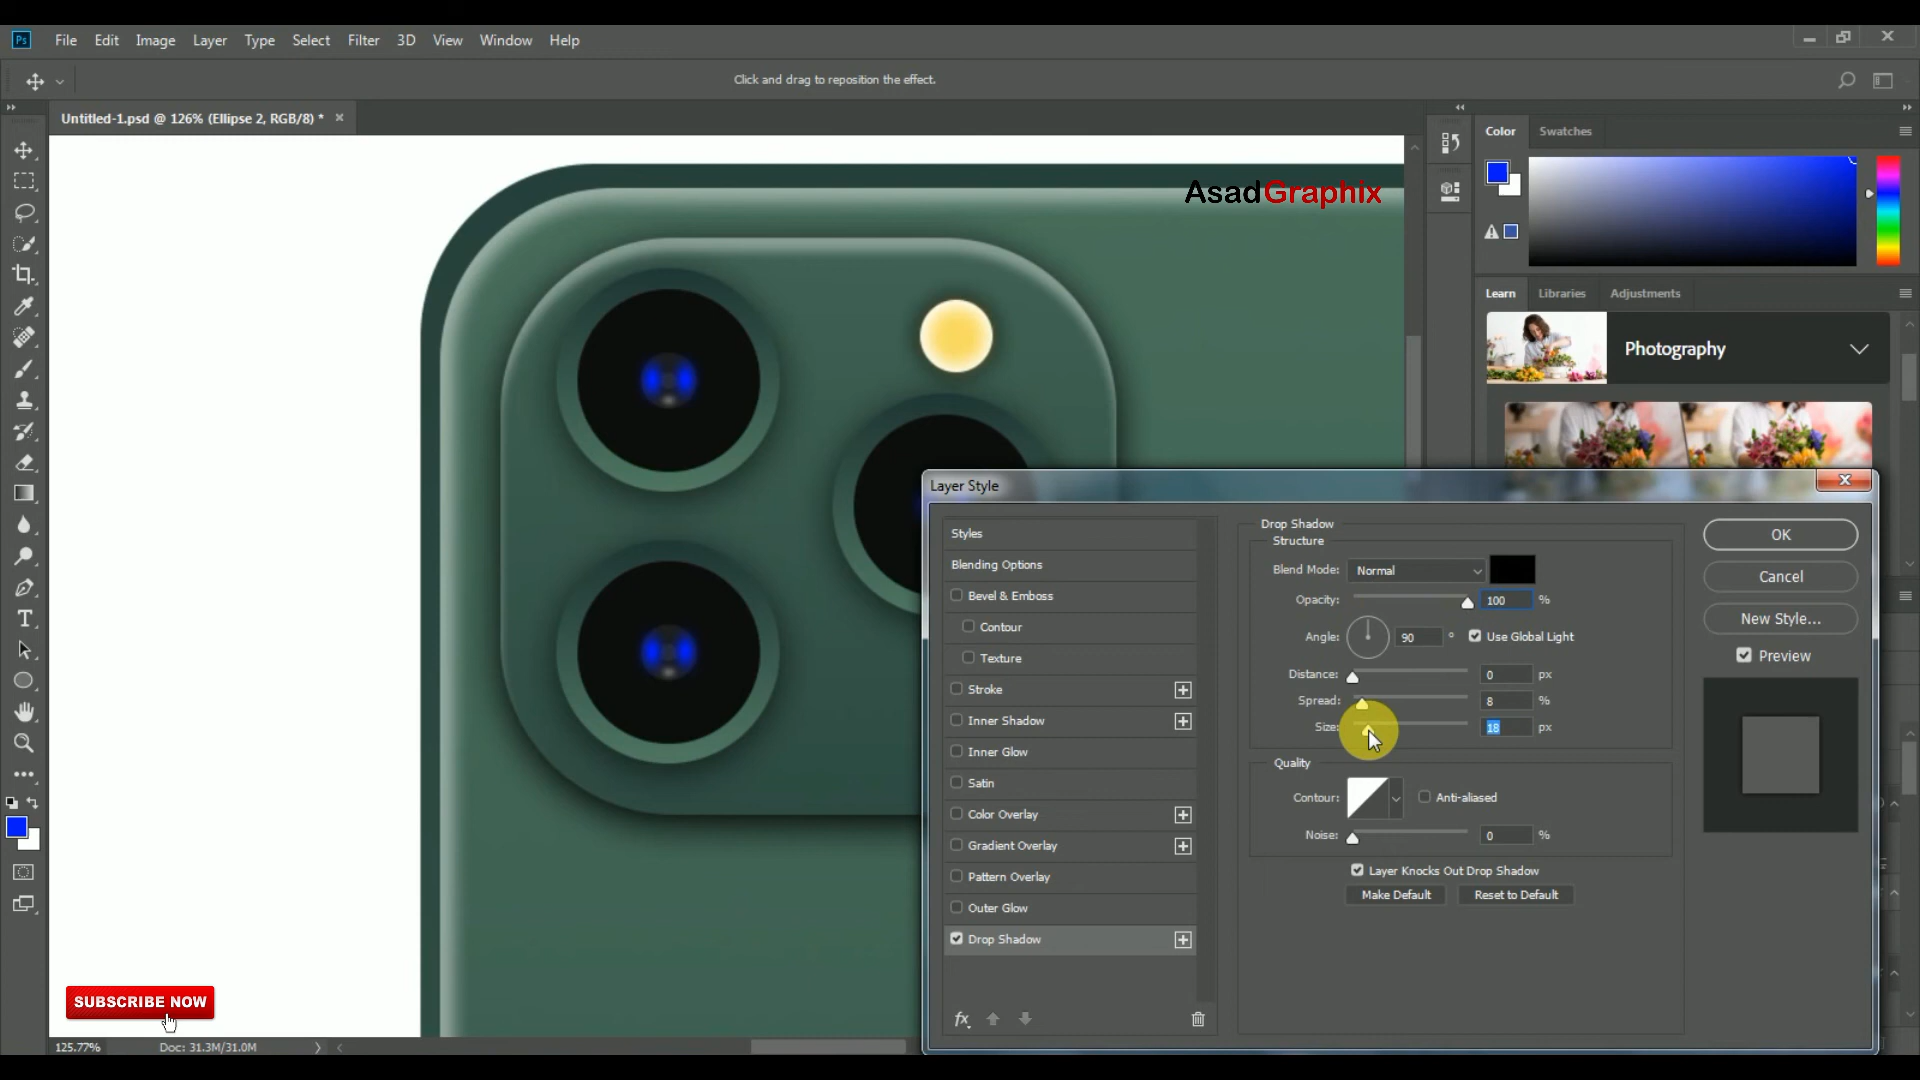 Ps File Edit Image Layer Type Select Filter 3D View Window Help
Click and drag to reposition the effect.
Untitled-1.psd @ 126% (Ellipse 2, RGB/8) *
Color Swatches
AsadGraphix
Learn Libraries Adjustments
Photography
Layer Style
Styles
Blending Options
Bevel & Emboss
Contour
Texture
Stroke
Inner Shadow
Inner Glow
Satin
Color Overlay
Gradient Overlay
Pattern Overlay
Outer Glow
Drop Shadow
fx
Drop Shadow
Structure
Blend Mode: Normal
Opacity: 100 %
Angle: 90 ° Use Global Light
Distance: 0 px
Spread: 8 %
Size: 18 px
Quality
Contour: Anti-aliased
Noise: 0 %
Layer Knocks Out Drop Shadow
Make Default Reset to Default
OK
Cancel
New Style...
Preview
SUBSCRIBE NOW
125.77% Doc: 31.3M/31.0M